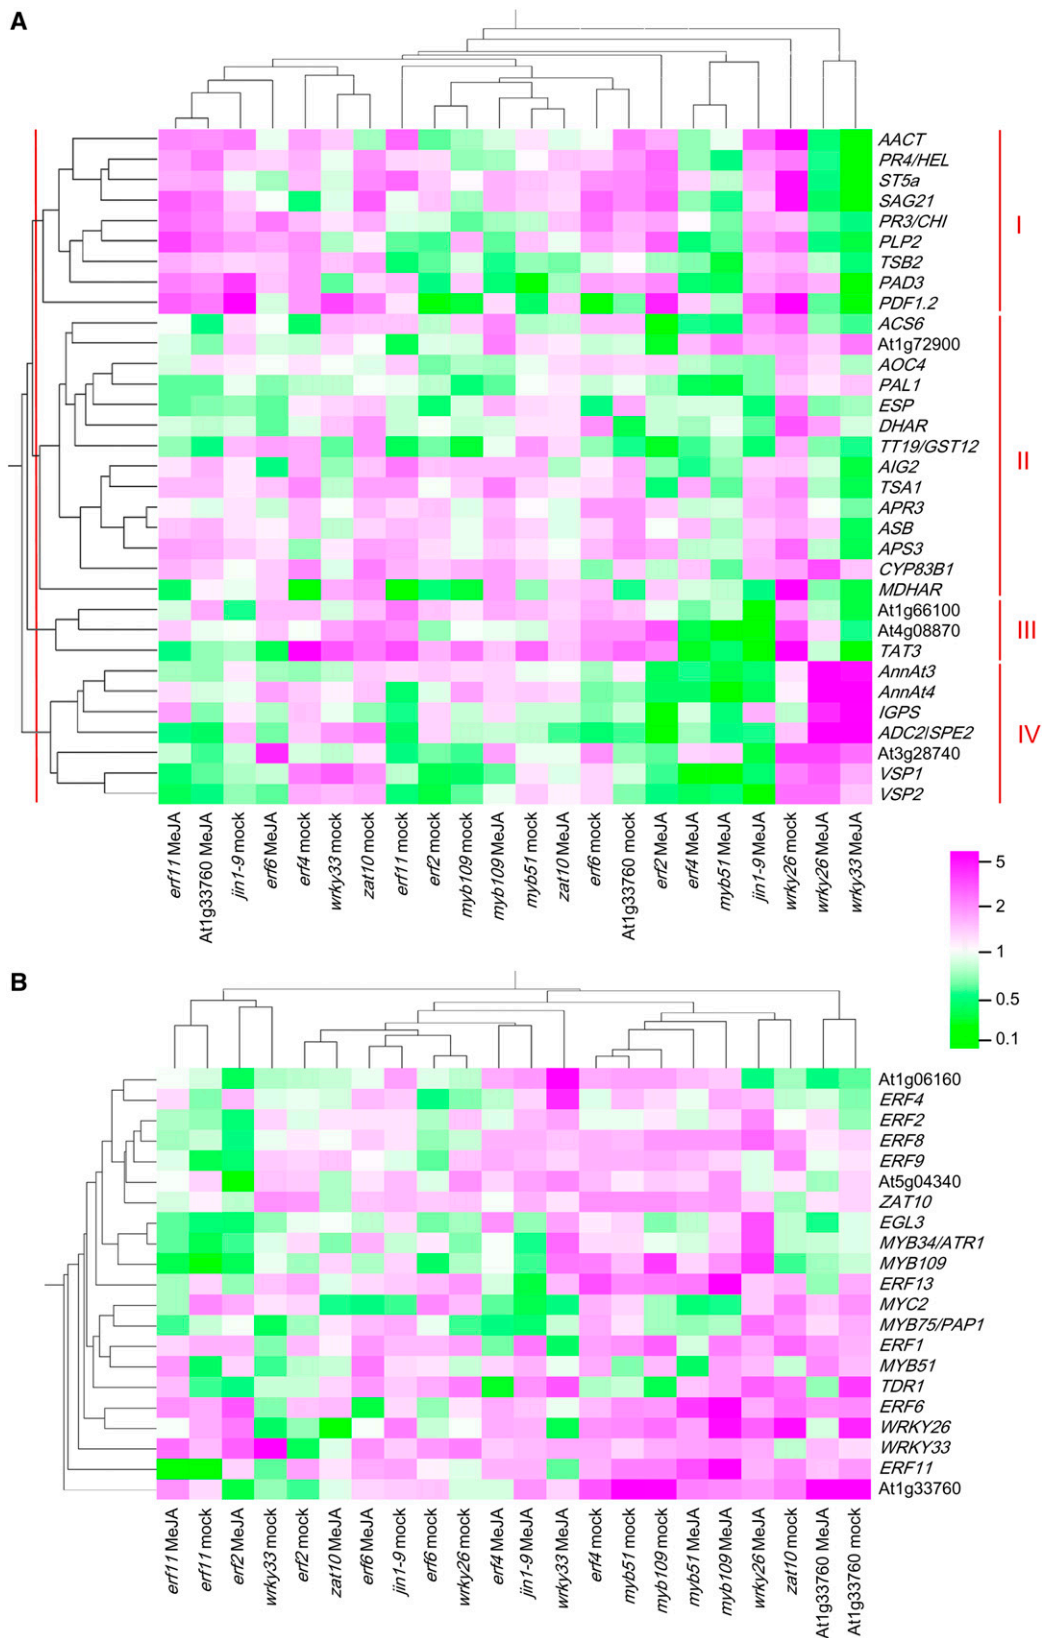 A
AACT
PR4/HEL
ST5a
SAG21
PR3/CHI
PLP2
TSB2
PAD3
PDF1.2
ACS6
At1g72900
AOC4
PAL1
ESP
DHAR
TT19/GST12
AIG2
TSA1
APR3
ASB
APS3
CYP83B1
MDHAR
At1g66100
At4g08870
TAT3
AnnAt3
AnnAt4
IGPS
ADC2/SPE2
At3g28740
VSP1
VSP2
I
II
III
IV
erf11 MeJA
At1g33760 MeJA
jin1-9 mock
erf6 MeJA
erf4 mock
wrky33 mock
zat10 mock
erf11 mock
erf2 mock
myb109 mock
myb109 MeJA
myb51 mock
zat10 MeJA
erf6 mock
At1g33760 mock
erf2 MeJA
erf4 MeJA
myb51 MeJA
jin1-9 MeJA
wrky26 mock
wrky26 MeJA
wrky33 MeJA
5
2
1
0.5
0.1
B
At1g06160
ERF4
ERF2
ERF8
ERF9
At5g04340
ZAT10
EGL3
MYB34/ATR1
MYB109
ERF13
MYC2
MYB75/PAP1
ERF1
MYB51
TDR1
ERF6
WRKY26
WRKY33
ERF11
At1g33760
erf11 MeJA
erf11 mock
erf2 MeJA
wrky33 mock
erf2 mock
zat10 MeJA
erf6 MeJA
jin1-9 mock
erf6 mock
wrky26 mock
erf4 MeJA
jin1-9 MeJA
wrky33 MeJA
erf4 mock
myb51 mock
myb109 mock
myb51 MeJA
myb109 MeJA
wrky26 MeJA
zat10 mock
At1g33760 MeJA
At1g33760 mock